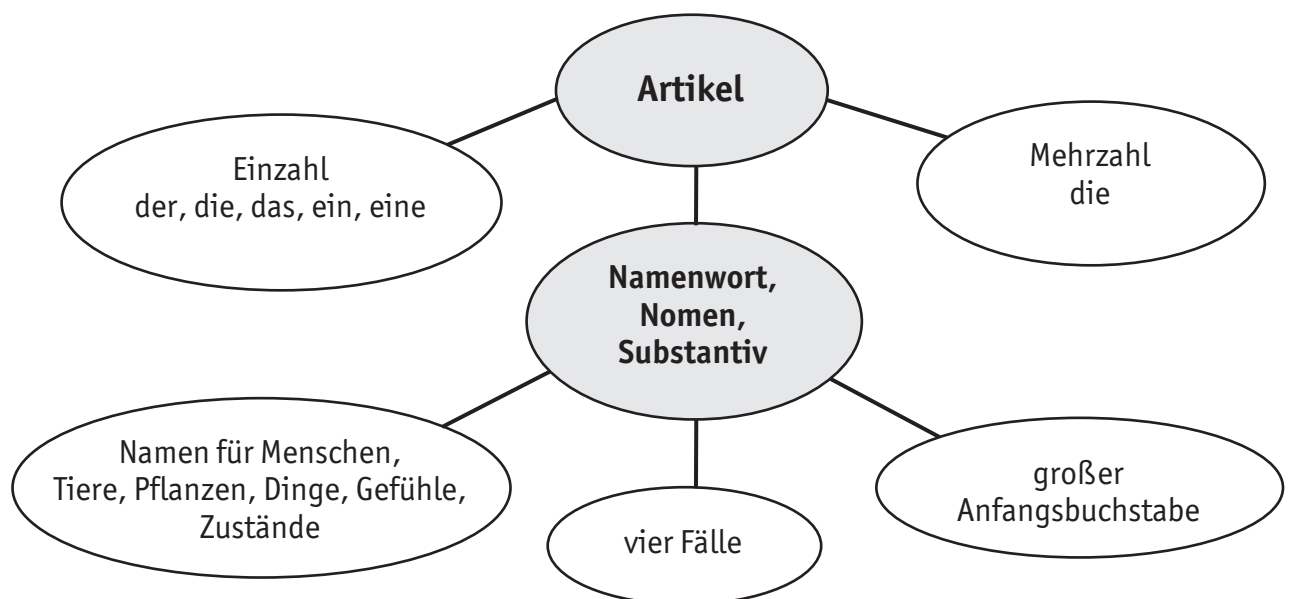 Artikel
Einzahl
der, die, das, ein, eine
Mehrzahl
die
Namenwort,
Nomen,
Substantiv
Namen für Menschen,
Tiere, Pflanzen, Dinge, Gefühle,
Zustände
vier Fälle
großer
Anfangsbuchstabe